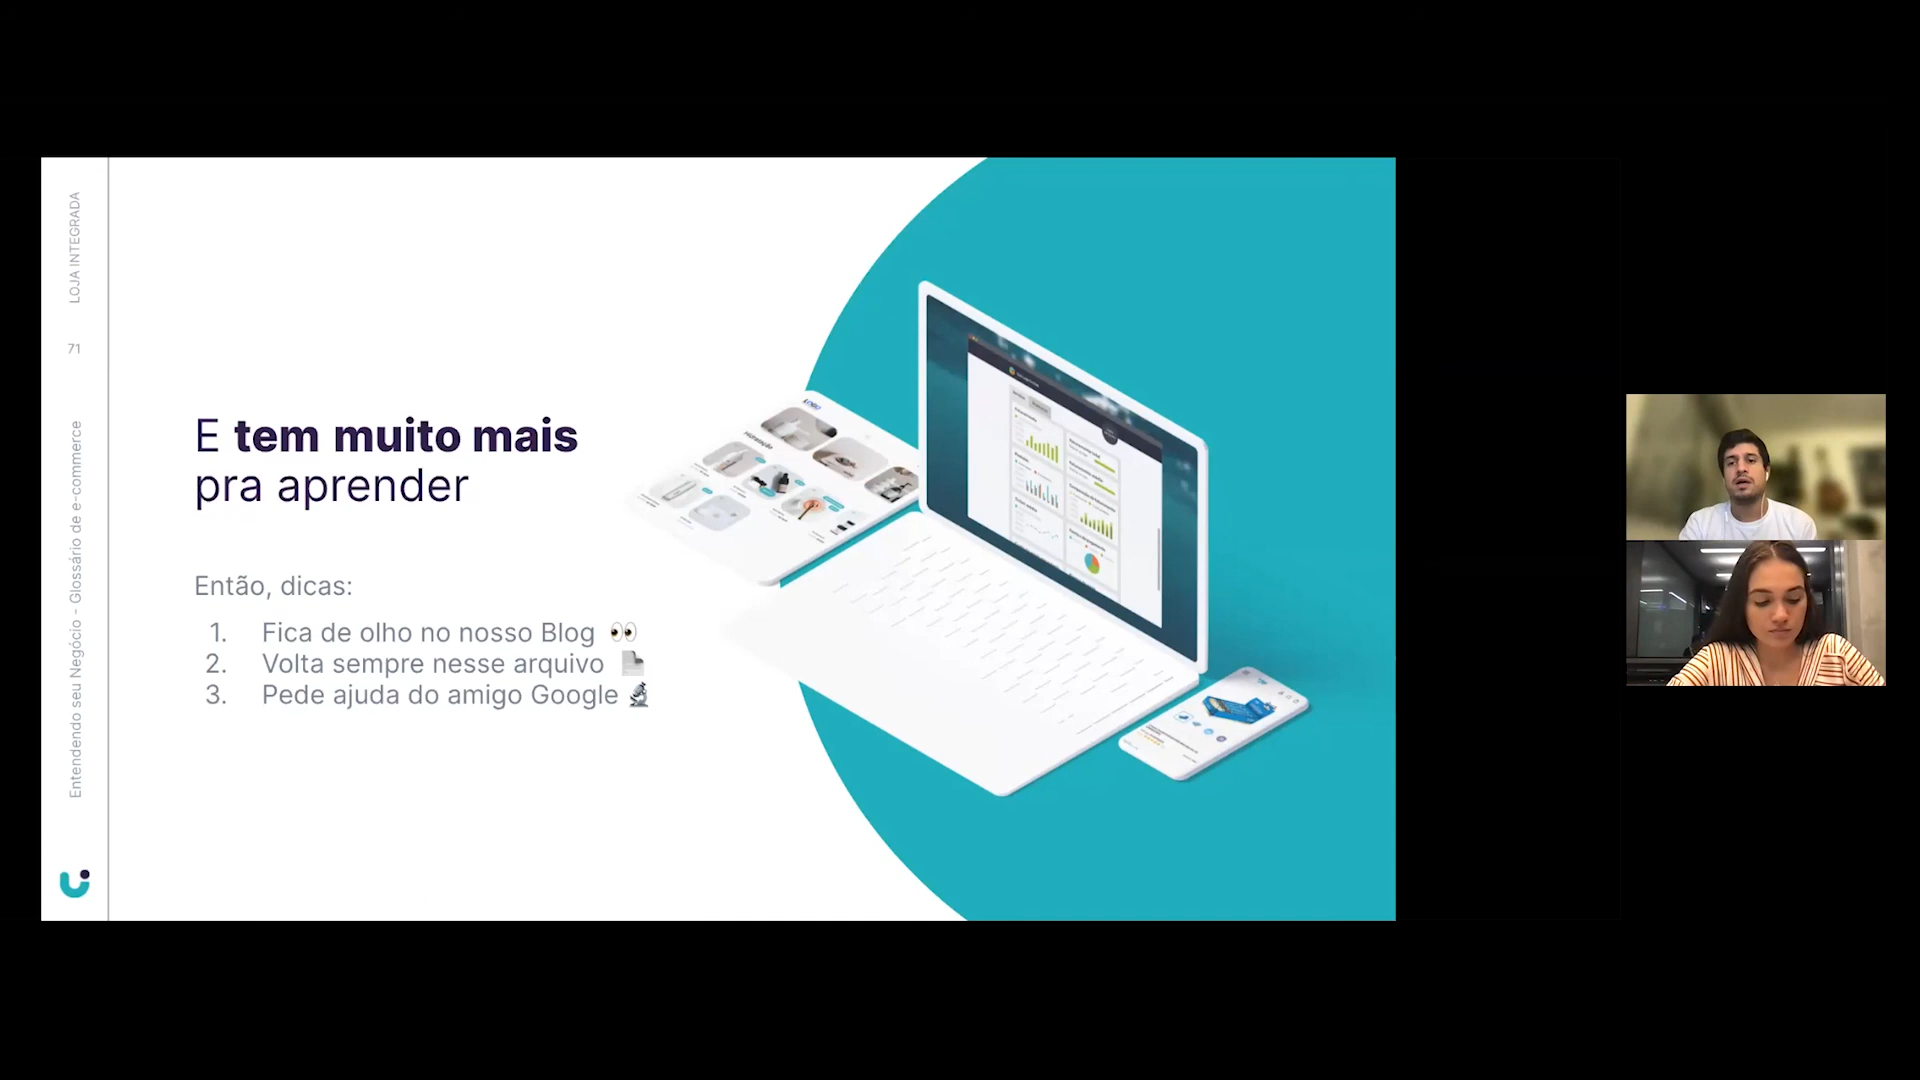 LOJA INTEGRADA
71
Entendendo seu Negócio - Glossário de e-commerce
E tem muito mais
pra aprender
Então, dicas:
1. Fica de olho no nosso Blog 👀
2. Volta sempre nesse arquivo 📄
3. Pede ajuda do amigo Google 🔬
Hidratação